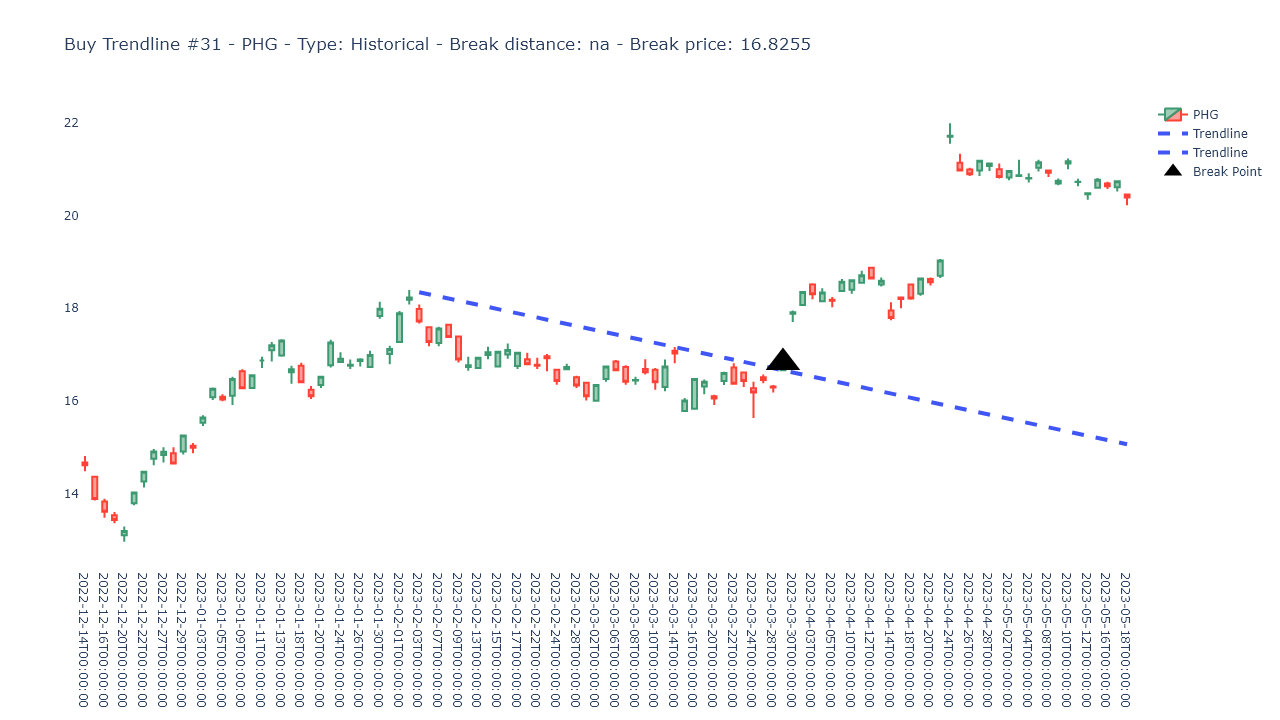 Buy Trendline #31 - PHG - Type: Historical - Break distance: na - Break price: 16.8255
PHG
Trendline
Trendline
Break Point
22
20
18
16
14
2022-12-14T00:00:00
2022-12-16T00:00:00
2022-12-20T00:00:00
2022-12-22T00:00:00
2022-12-27T00:00:00
2022-12-29T00:00:00
2023-01-03T00:00:00
2023-01-05T00:00:00
2023-01-09T00:00:00
2023-01-11T00:00:00
2023-01-13T00:00:00
2023-01-18T00:00:00
2023-01-20T00:00:00
2023-01-24T00:00:00
2023-01-26T00:00:00
2023-01-30T00:00:00
2023-02-01T00:00:00
2023-02-07T00:00:00
2023-02-09T00:00:00
2023-02-13T00:00:00
2023-02-15T00:00:00
2023-02-17T00:00:00
2023-02-22T00:00:00
2023-02-24T00:00:00
2023-02-28T00:00:00
2023-03-02T00:00:00
2023-03-06T00:00:00
2023-03-08T00:00:00
2023-03-10T00:00:00
2023-03-14T00:00:00
2023-03-16T00:00:00
2023-03-20T00:00:00
2023-03-22T00:00:00
2023-03-24T00:00:00
2023-03-28T00:00:00
2023-03-30T00:00:00
2023-04-03T00:00:00
2023-04-05T00:00:00
2023-04-10T00:00:00
2023-04-12T00:00:00
2023-04-14T00:00:00
2023-04-18T00:00:00
2023-04-20T00:00:00
2023-04-24T00:00:00
2023-04-26T00:00:00
2023-04-28T00:00:00
2023-05-02T00:00:00
2023-05-04T00:00:00
2023-05-08T00:00:00
2023-05-10T00:00:00
2023-05-12T00:00:00
2023-05-16T00:00:00
2023-05-18T00:00:00